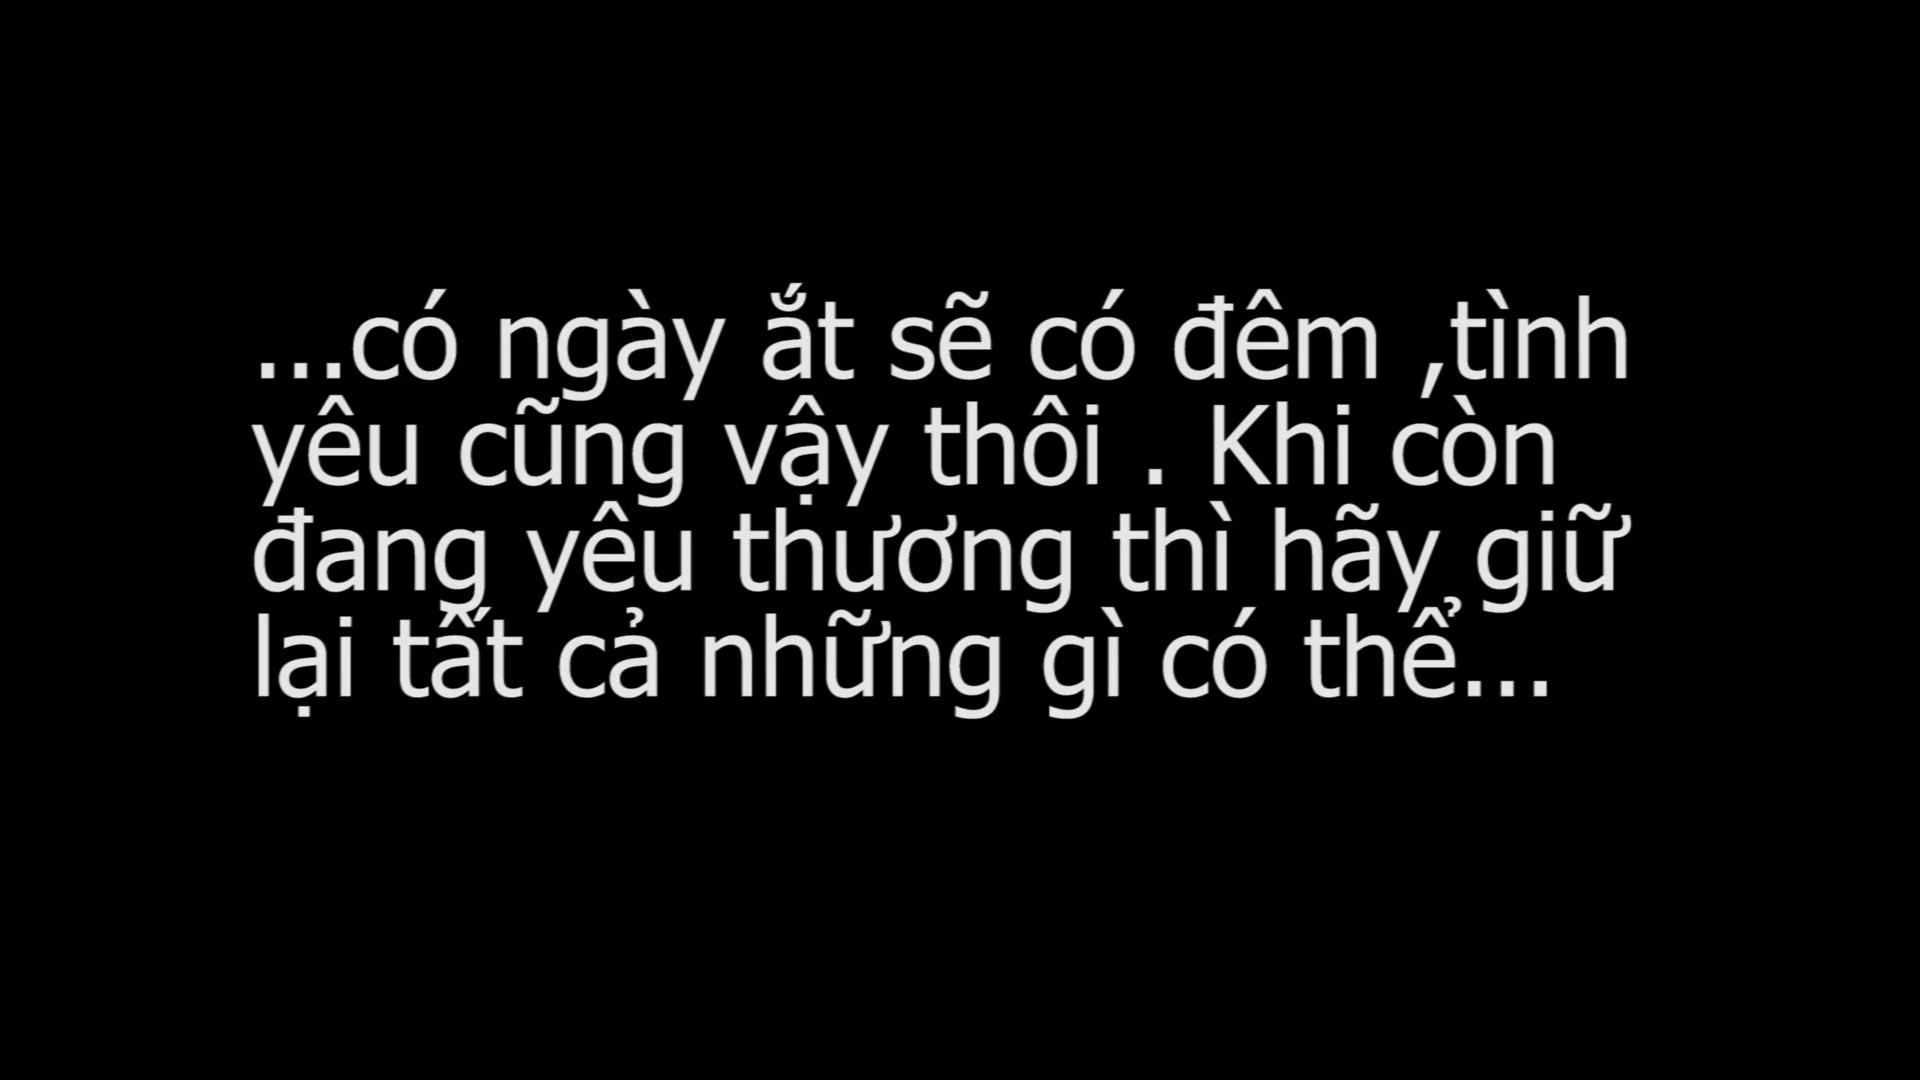 ...có ngày ắt sẽ có đêm ,tình
yêu cũng vậy thôi . Khi còn
đang yêu thương thì hãy giữ
lại tất cả những gì có thể...